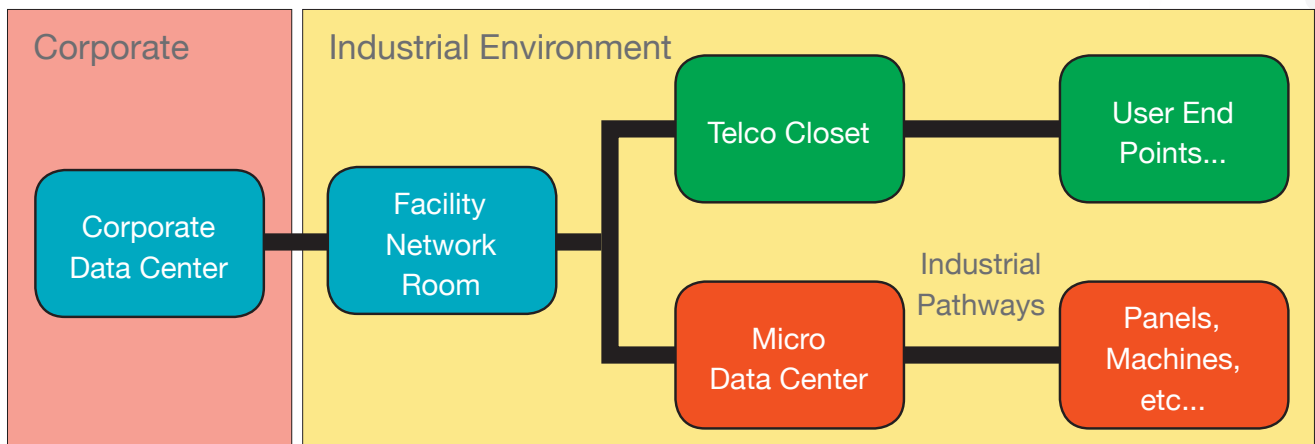 Corporate
Industrial Environment
Corporate
Data Center
Facility
Network
Room
Telco Closet
User End
Points...
Micro
Data Center
Industrial
Pathways
Panels,
Machines,
etc...